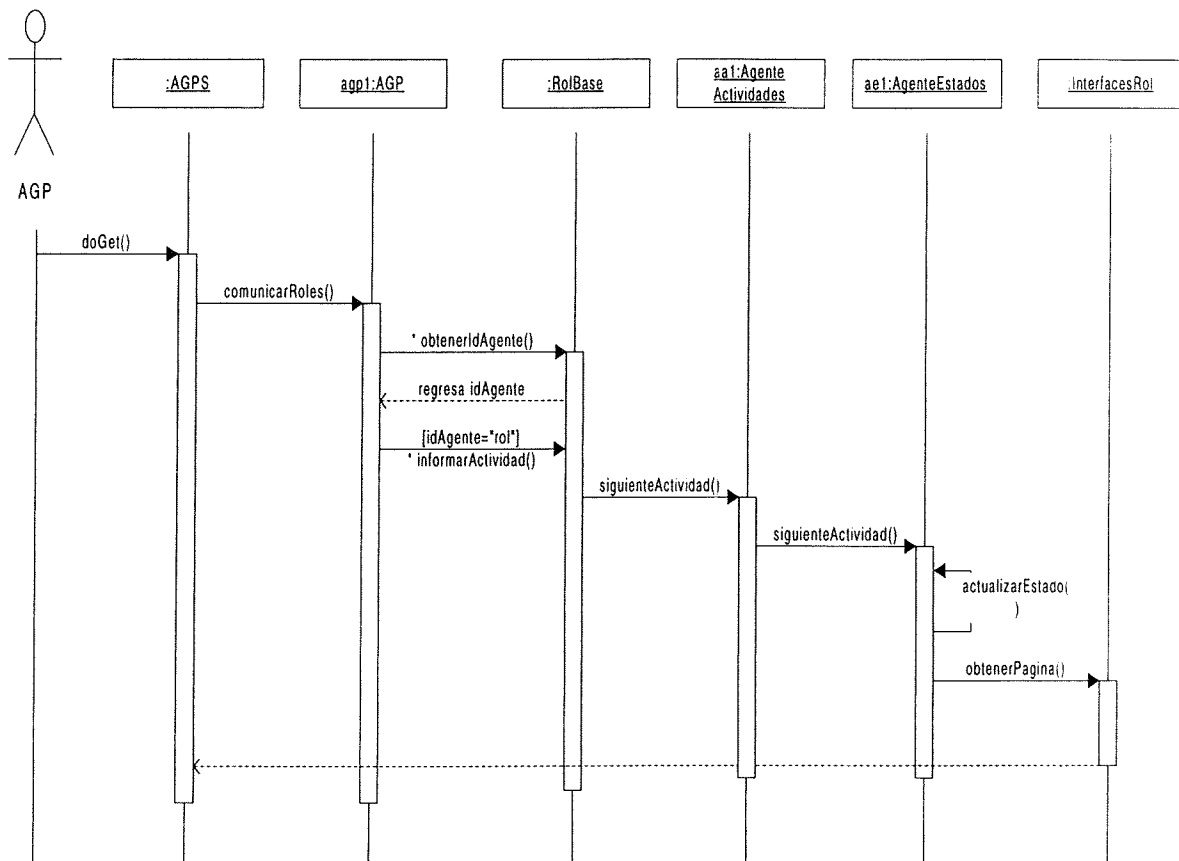 :AGPS
agp1:AGP
:RolBase
aa1:Agente
Actividades
ae1:AgenteEstados
:InterfacesRol
AGP
doGet()
comunicarRoles()
* obtenerIdAgente()
regresa idAgente
[idAgente="rol"]
* informarActividad()
siguienteActividad()
siguienteActividad()
actualizarEstado(
)
obtenerPagina()